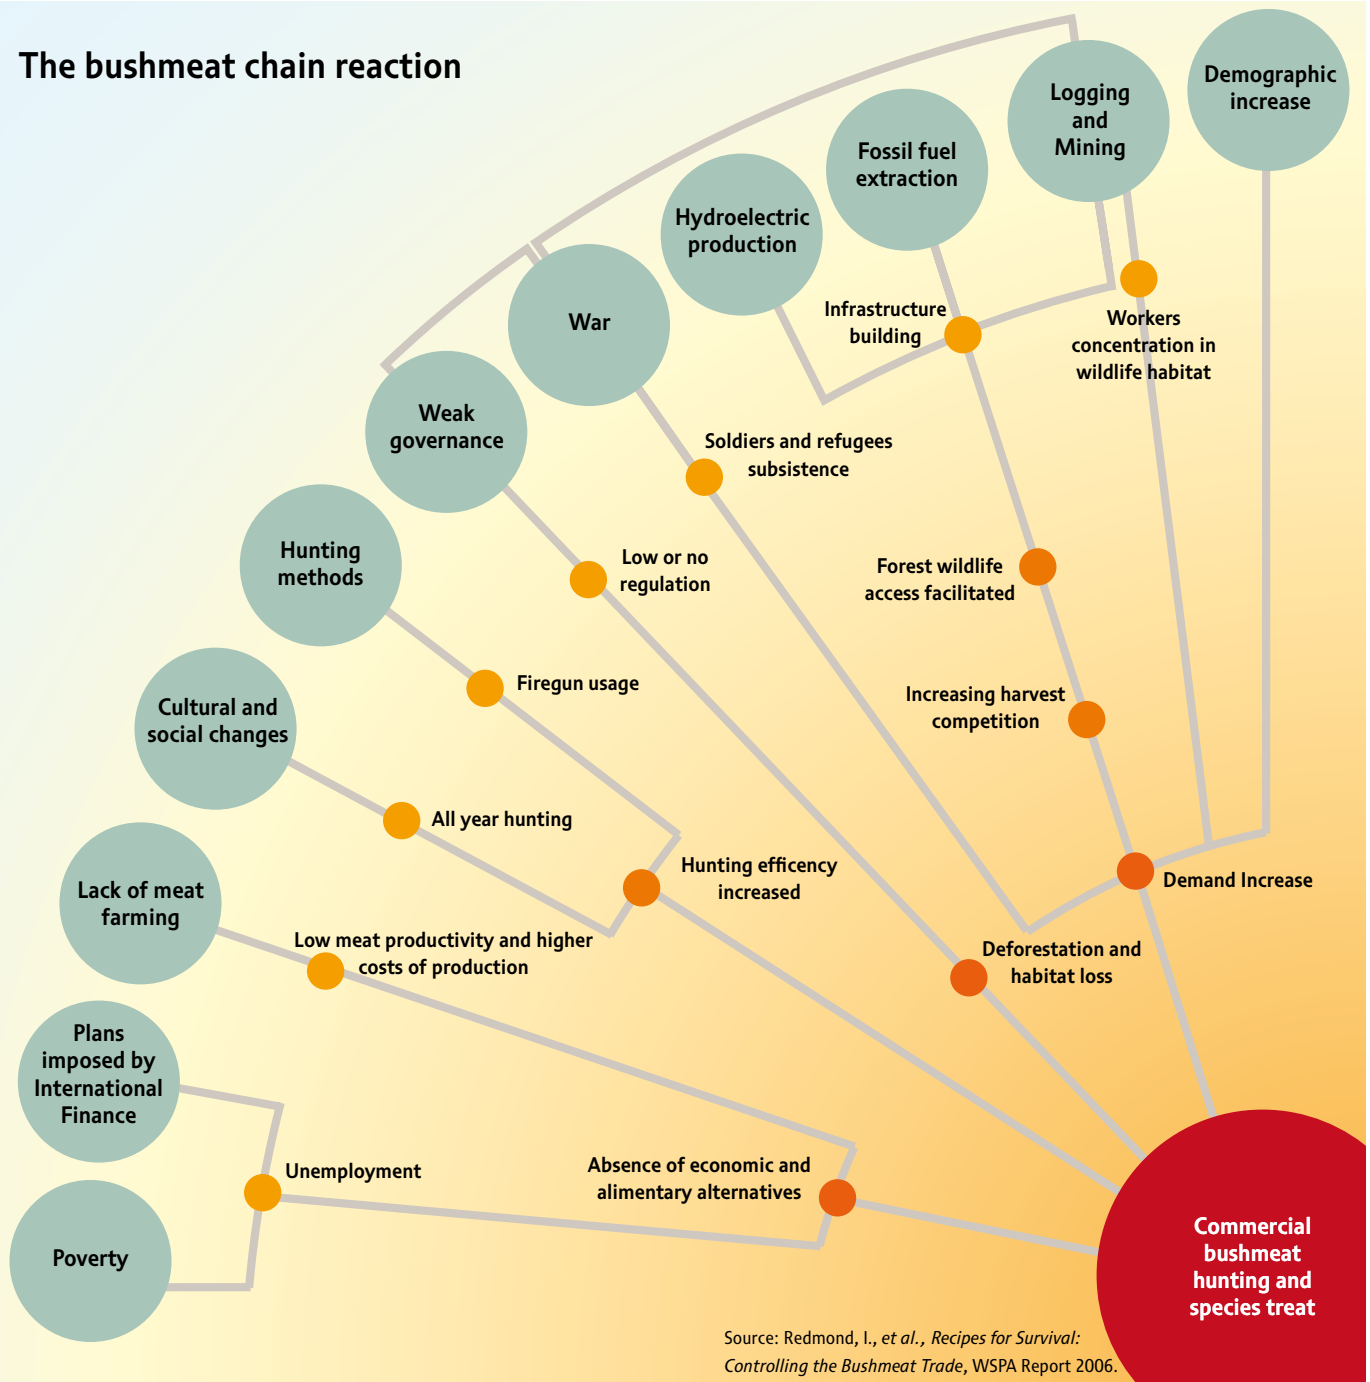 The bushmeat chain reaction
Demographic
increase
Logging
and
Mining
Fossil fuel
extraction
Hydroelectric
production
War
Weak
governance
Hunting
methods
Cultural and
social changes
Lack of meat
farming
Plans
imposed by
International
Finance
Poverty
Infrastructure
building
Workers
concentration in
wildlife habitat
Soldiers and refugees
subsistence
Low or no
regulation
Forest wildlife
access facilitated
Firegun usage
Increasing harvest
competition
All year hunting
Hunting efficency
increased
Demand Increase
Low meat productivity and higher
costs of production
Deforestation and
habitat loss
Unemployment
Absence of economic and
alimentary alternatives
Commercial
bushmeat
hunting and
species treat
Source: Redmond, I., et al., Recipes for Survival:
Controlling the Bushmeat Trade, WSPA Report 2006.